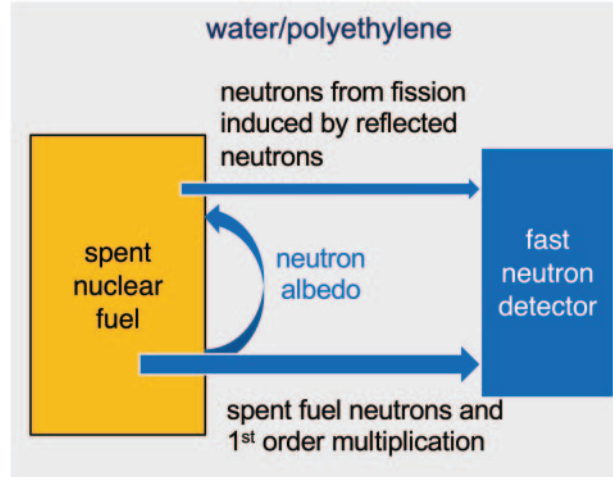 water/polyethylene
neutrons from fission
induced by reflected
neutrons
spent
nuclear
fuel
neutron
albedo
fast
neutron
detector
spent fuel neutrons and
1st order multiplication